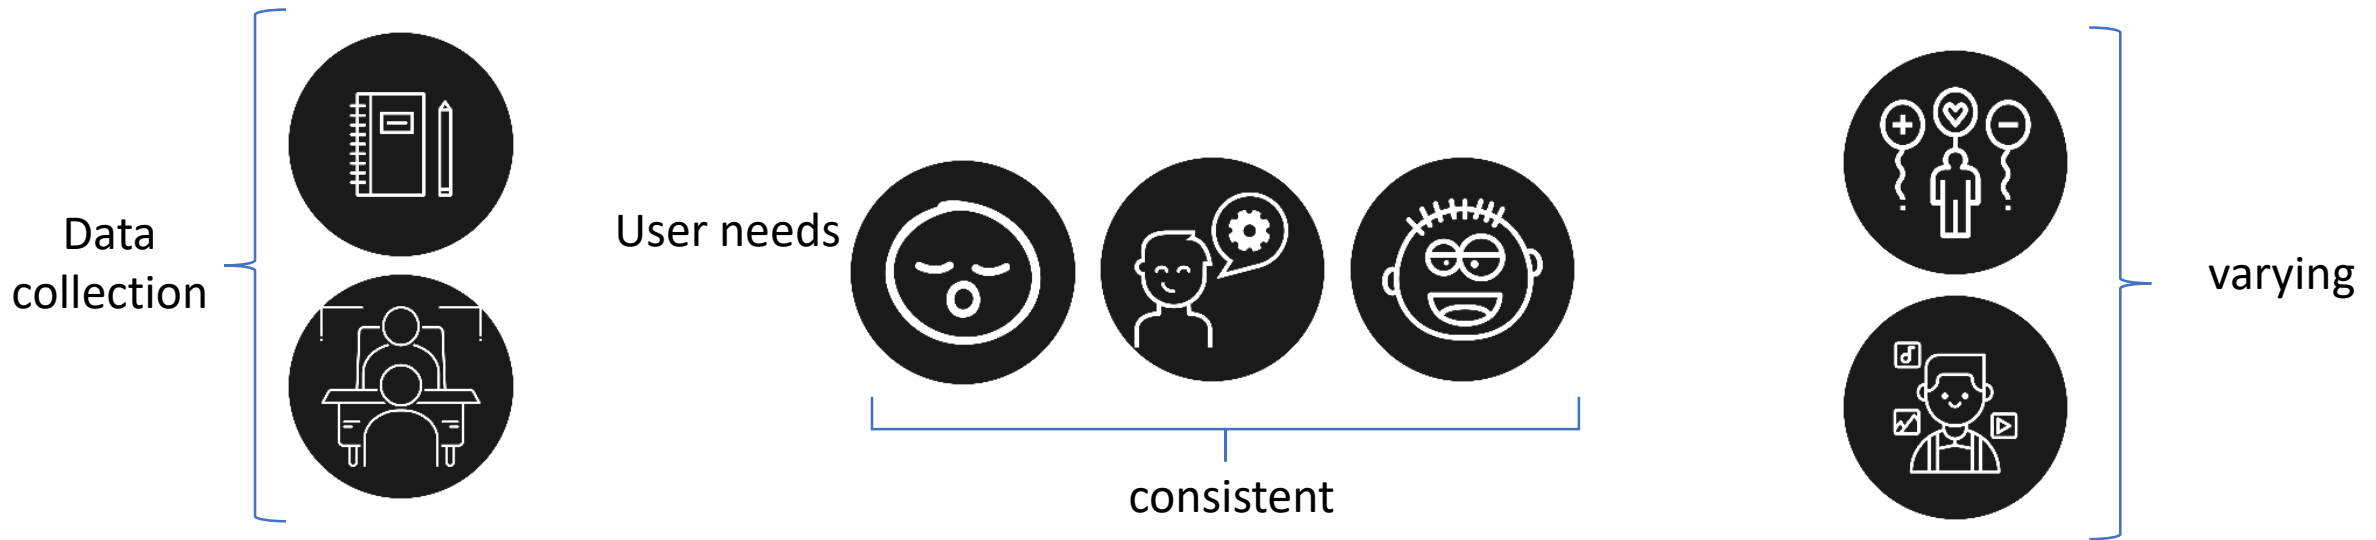 Data
collection
User needs
consistent
varying